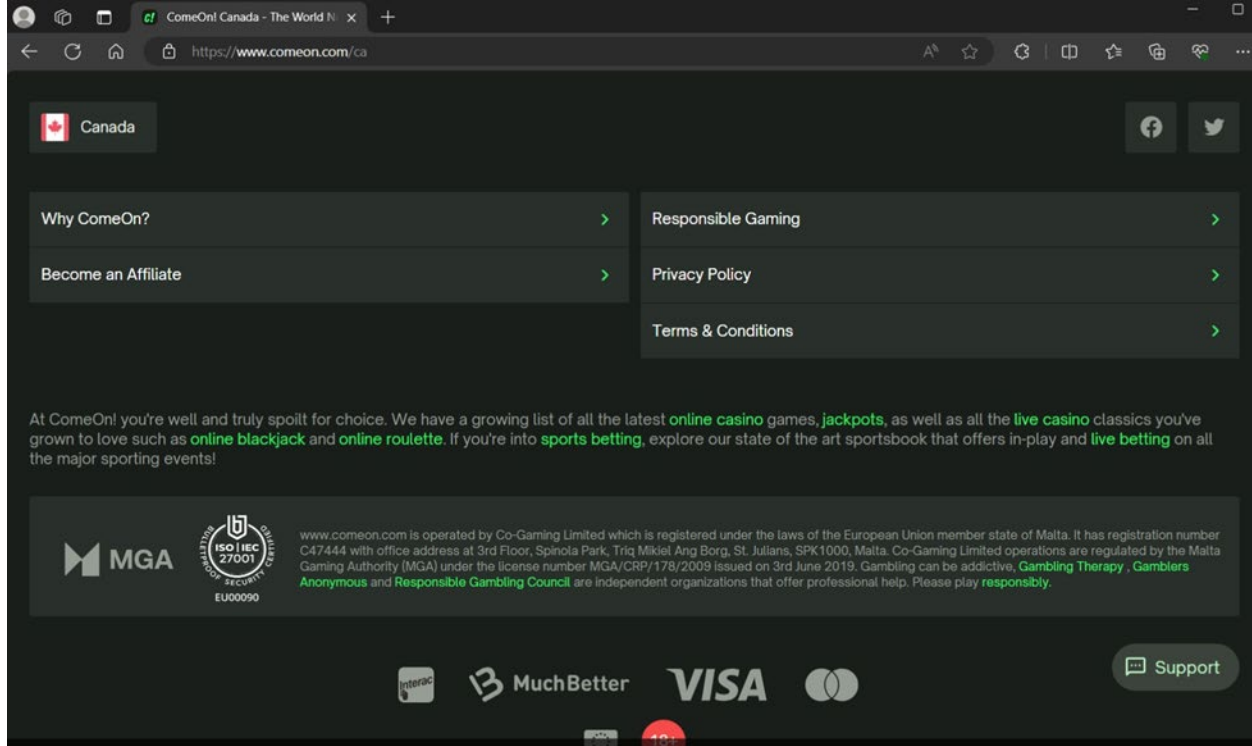 ComeOn! Canada - The World N
https://www.comeon.com/ca
Canada
Why ComeOn?
Become an Affiliate
Responsible Gaming
Privacy Policy
Terms & Conditions
At ComeOn! you're well and truly spoilt for choice. We have a growing list of all the latest online casino games, jackpots, as well as all the live casino classics you've
grown to love such as online blackjack and online roulette. If you're into sports betting, explore our state of the art sportsbook that offers in-play and live betting on all
the major sporting events!
MGA
BULLETPROOF
CERTIFIED
ISO | IEC
27001
SECURITY
EU00090
www.comeon.com is operated by Co-Gaming Limited which is registered under the laws of the European Union member state of Malta. It has registration number
C47444 with office address at 3rd Floor, Spinola Park, Triq Mikiel Ang Borg, St. Julians, SPK1000, Malta. Co-Gaming Limited operations are regulated by the Malta
Gaming Authority (MGA) under the license number MGA/CRP/178/2009 issued on 3rd June 2019. Gambling can be addictive, Gambling Therapy , Gamblers
Anonymous and Responsible Gambling Council are independent organizations that offer professional help. Please play responsibly.
Interac
MuchBetter
VISA
Support
18+